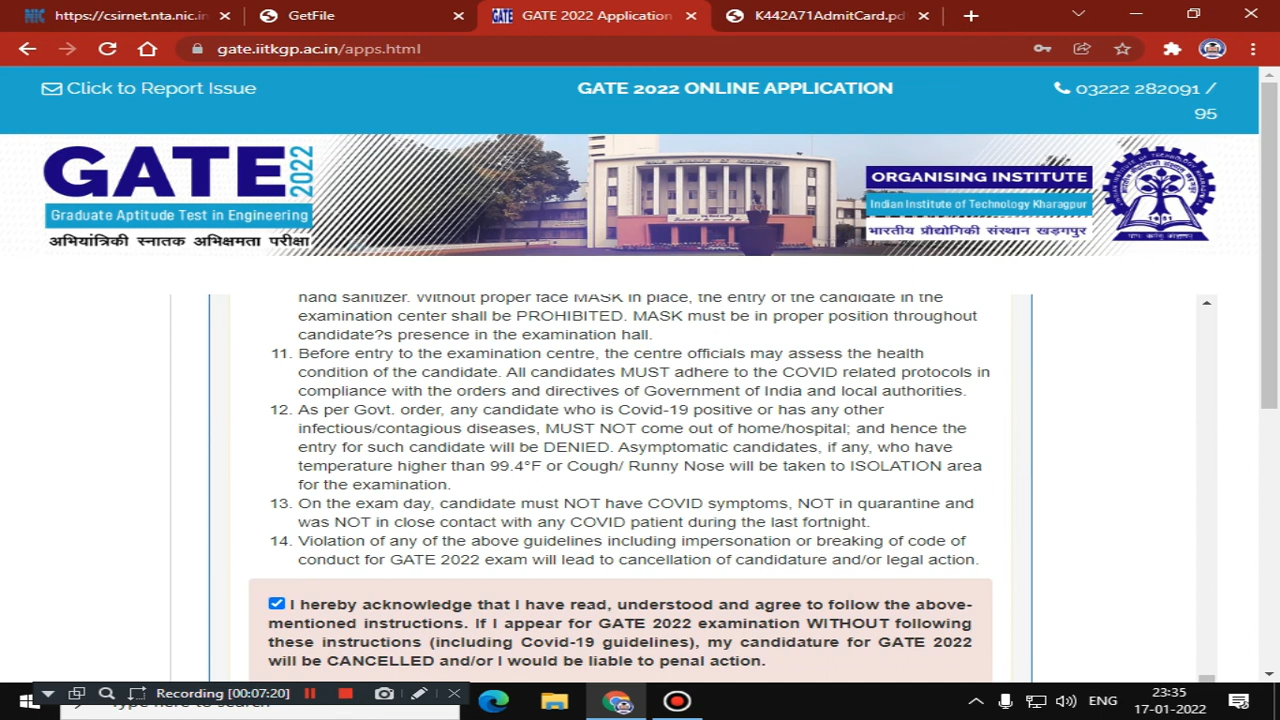 https://csirnet.nta.nic.in
GetFile
GATE 2022 Application
K442A71AdmitCard.pd
gate.iitkgp.ac.in/apps.html
Click to Report Issue
GATE 2022 ONLINE APPLICATION
03222 282091 /
95
GATE 2022
Graduate Aptitude Test in Engineering
अभियांत्रिकी स्नातक अभिक्षमता परीक्षा
ORGANISING INSTITUTE
Indian Institute of Technology Kharagpur
भारतीय प्रौद्योगिकी संस्थान खड़गपुर
1951
hand sanitizer. Without proper face MASK in place, the entry of the candidate in the
examination center shall be PROHIBITED. MASK must be in proper position throughout
candidate?s presence in the examination hall.
11. Before entry to the examination centre, the centre officials may assess the health
condition of the candidate. All candidates MUST adhere to the COVID related protocols in
compliance with the orders and directives of Government of India and local authorities.
12. As per Govt. order, any candidate who is Covid-19 positive or has any other
infectious/contagious diseases, MUST NOT come out of home/hospital; and hence the
entry for such candidate will be DENIED. Asymptomatic candidates, if any, who have
temperature higher than 99.4°F or Cough/ Runny Nose will be taken to ISOLATION area
for the examination.
13. On the exam day, candidate must NOT have COVID symptoms, NOT in quarantine and
was NOT in close contact with any COVID patient during the last fortnight.
14. Violation of any of the above guidelines including impersonation or breaking of code of
conduct for GATE 2022 exam will lead to cancellation of candidature and/or legal action.
I hereby acknowledge that I have read, understood and agree to follow the above-
mentioned instructions. If I appear for GATE 2022 examination WITHOUT following
these instructions (including Covid-19 guidelines), my candidature for GATE 2022
will be CANCELLED and/or I would be liable to penal action.
Recording [00:07:20]
Type here to search
ENG
23:35
17-01-2022